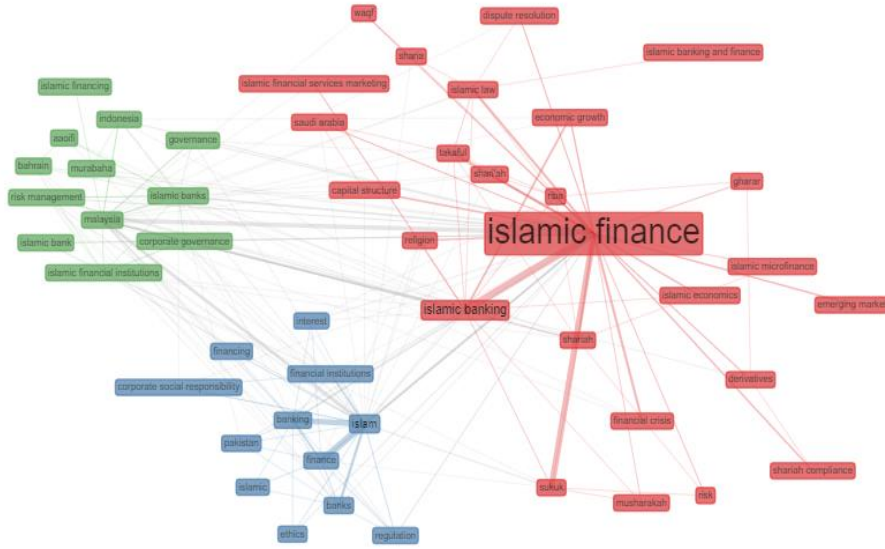 waqf
dispute resolution
sharia
islamic banking and finance
islamic financing
islamic financial services marketing
islamic law
indonesia
saudi arabia
economic growth
aaoifi
governance
takaful
bahrain
murabaha
shari'ah
gharar
risk management
islamic banks
capital structure
riba
malaysia
islamic finance
islamic bank
corporate governance
religion
islamic financial institutions
islamic microfinance
islamic economics
emerging market
islamic banking
interest
shariah
financing
financial institutions
corporate social responsibility
derivatives
banking
islam
financial crisis
pakistan
finance
shariah compliance
islamic
sukuk
banks
musharakah
risk
ethics
regulation